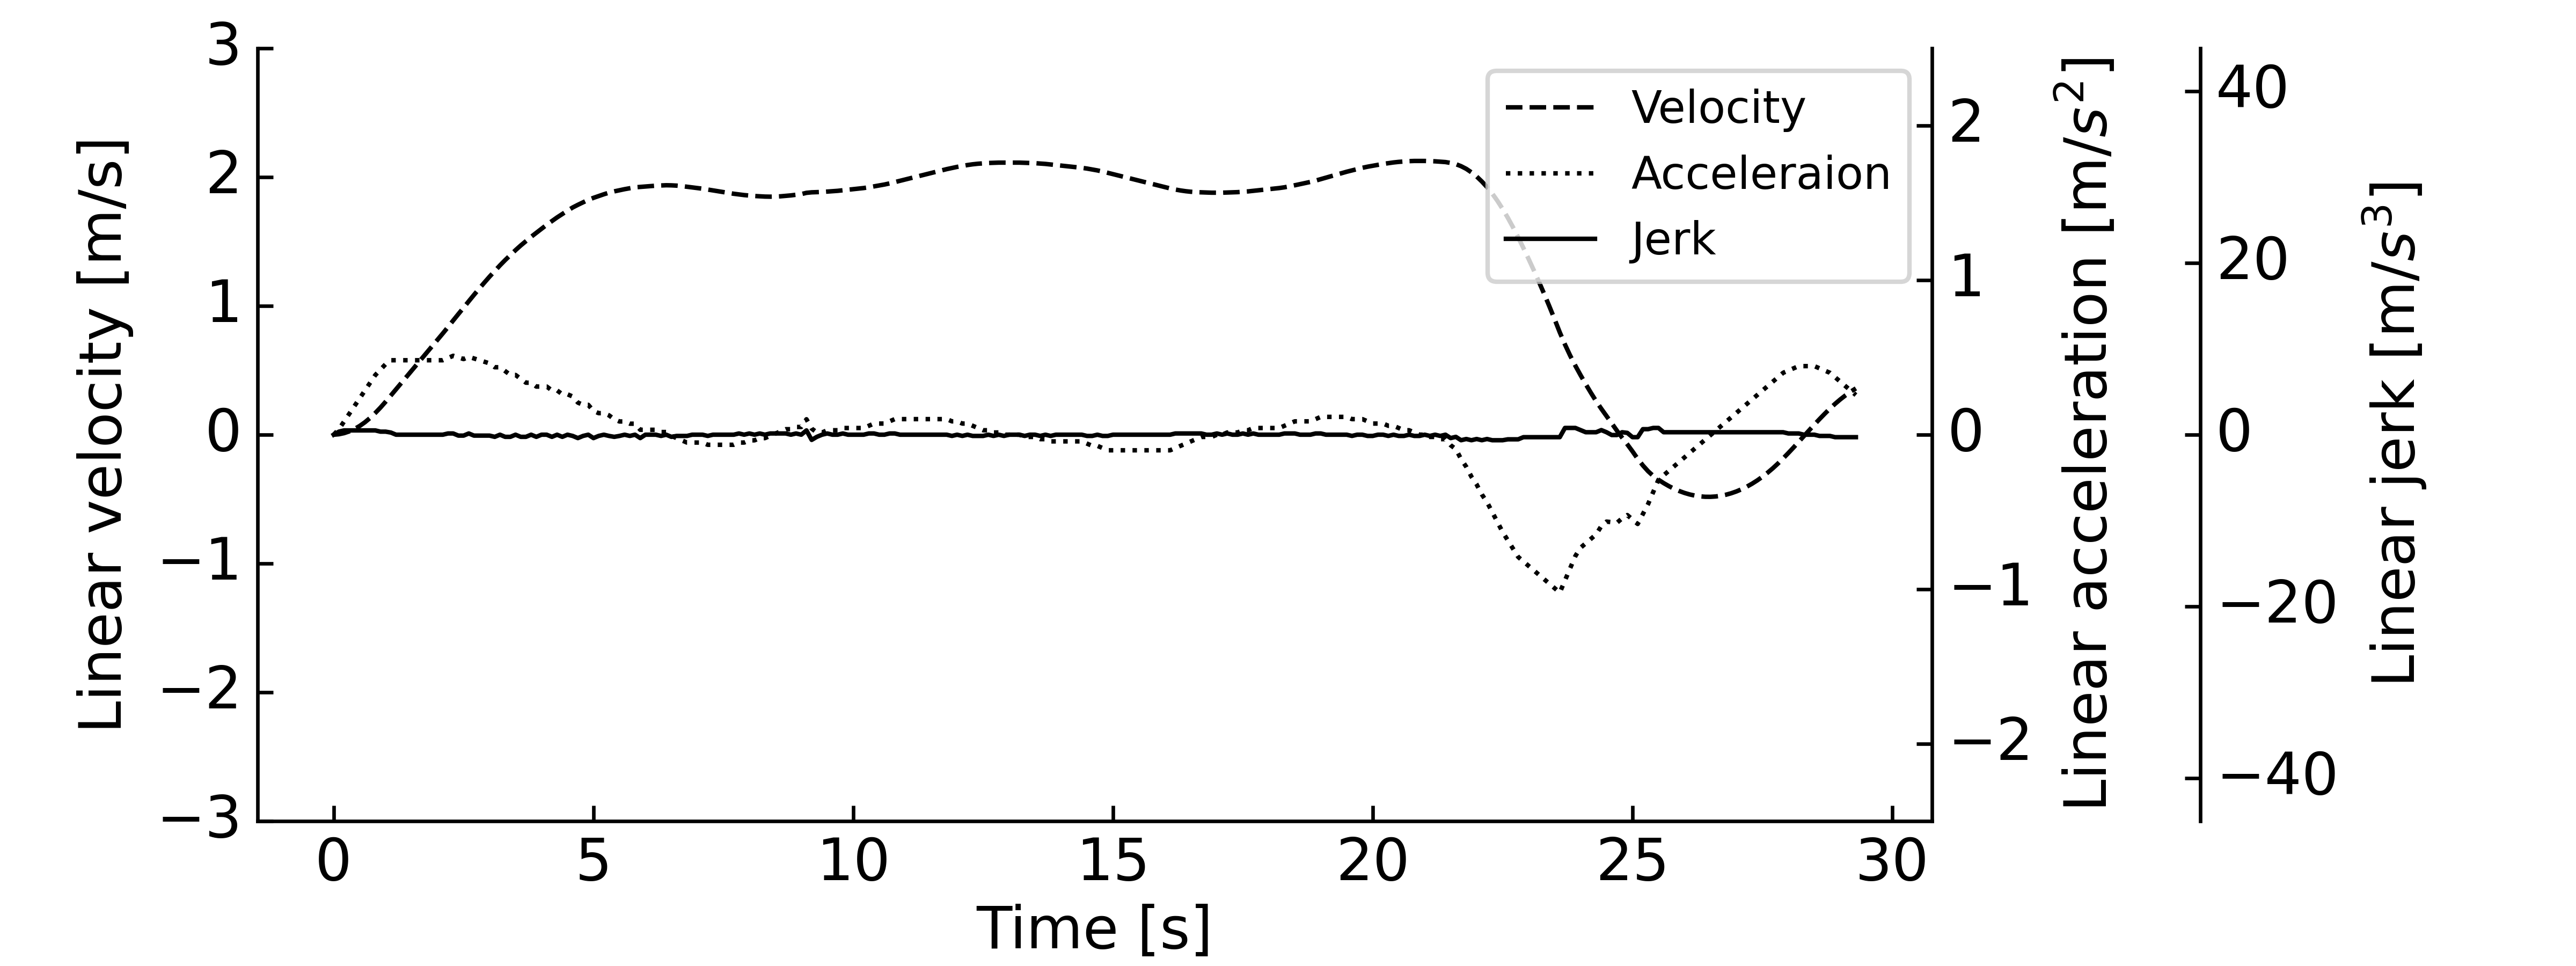 Linear velocity [m/s]
3
2
1
0
−1
−2
−3
0 5 10 15 20 25 30
Time [s]
Velocity
Acceleraion
Jerk
2
1
0
−1
−2
Linear acceleration [m/s²]
40
20
0
−20
−40
Linear jerk [m/s³]